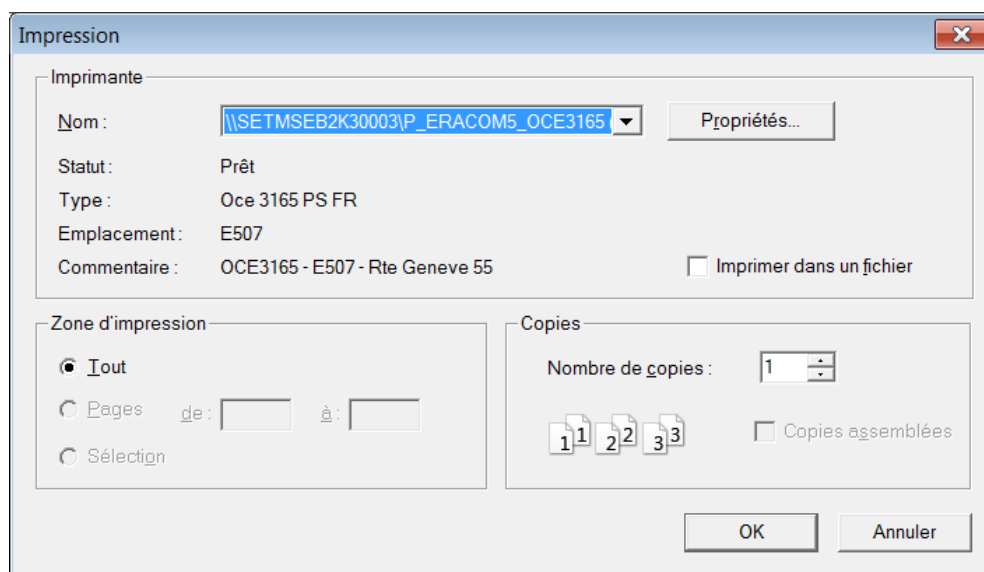 Impression
Imprimante
Nom : \\SETMSEB2K30003\P_ERACOM5_OCE3165 ( Propriétés...
Statut : Prêt
Type : Oce 3165 PS FR
Emplacement : E507
Commentaire : OCE3165 - E507 - Rte Geneve 55 Imprimer dans un fichier
Zone d'impression
Tout
Pages de : à :
Sélection
Copies
Nombre de copies : 1
1 1 2 2 3 3 Copies assemblées
OK Annuler